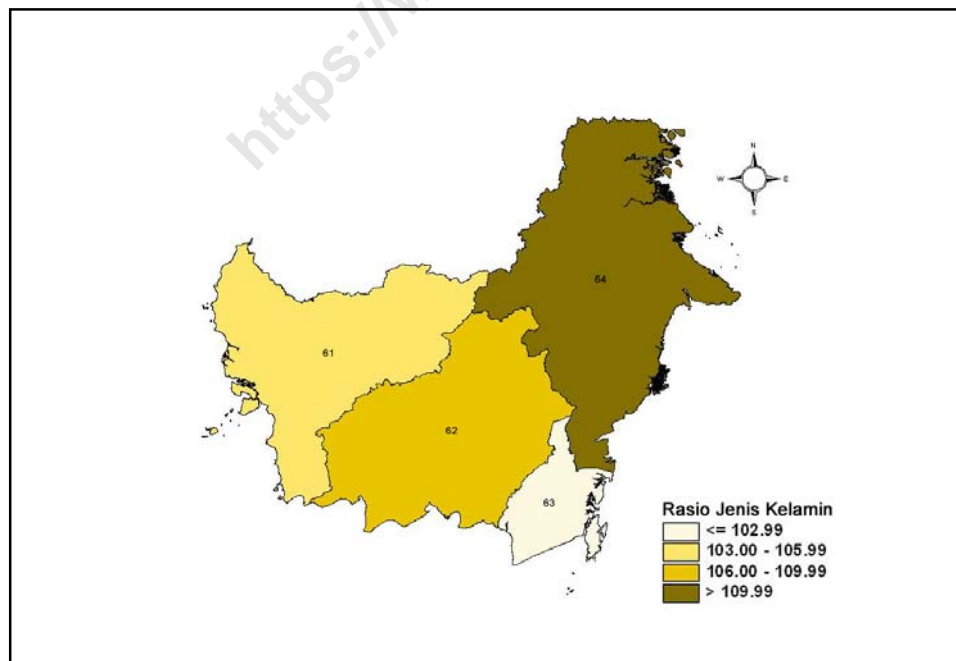 https://
N
W E
S
64
61
62
63
Rasio Jenis Kelamin
<= 102.99
103.00 - 105.99
106.00 - 109.99
> 109.99